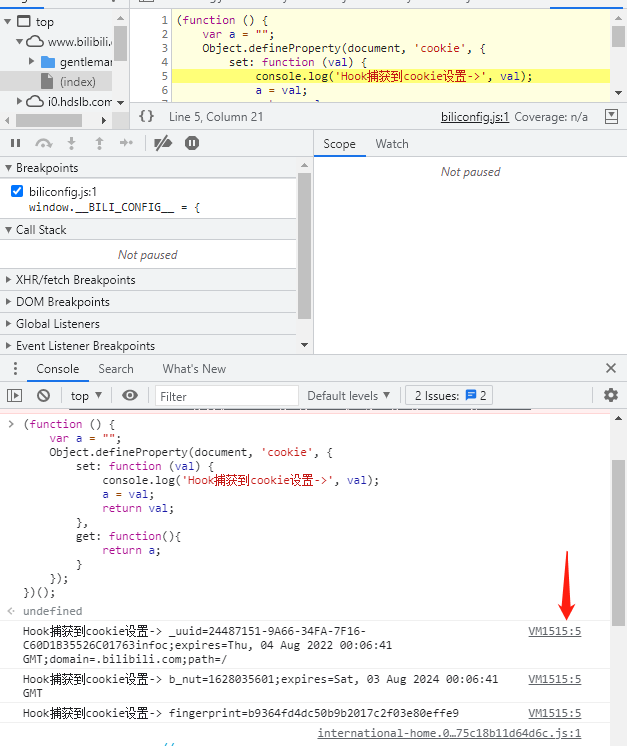 top
www.bilibili.c
gentlemar
(index)
i0.hdslb.com
1
2
3
4
5
6
(function () {
var a = "";
Object.defineProperty(document, 'cookie', {
set: function (val) {
console.log('Hook捕获到cookie设置->', val);
a = val;
{} Line 5, Column 21
biliconfig.js:1 Coverage: n/a
Scope Watch
Not paused
Breakpoints
biliconfig.js:1
window.__BILI_CONFIG__ = {
Call Stack
Not paused
XHR/fetch Breakpoints
DOM Breakpoints
Global Listeners
Event Listener Breakpoints
Console Search What's New
top Filter Default levels 2 Issues: 2
(function () {
var a = "";
Object.defineProperty(document, 'cookie', {
set: function (val) {
console.log('Hook捕获到cookie设置->', val);
a = val;
return val;
},
get: function(){
return a;
}
});
})();
undefined
Hook捕获到cookie设置-> _uuid=24487151-9A66-34FA-7F16- VM1515:5
C60D1B35526C01763infoc;expires=Thu, 04 Aug 2022 00:06:41
GMT;domain=.bilibili.com;path=/
Hook捕获到cookie设置-> b_nut=1628035601;expires=Sat, 03 Aug 2024 00:06:41 VM1515:5
GMT
Hook捕获到cookie设置-> fingerprint=b9364fd4dc50b9b2017c2f03e80effe9 VM1515:5
international-home.0…75c18b11d64d6c.js:1